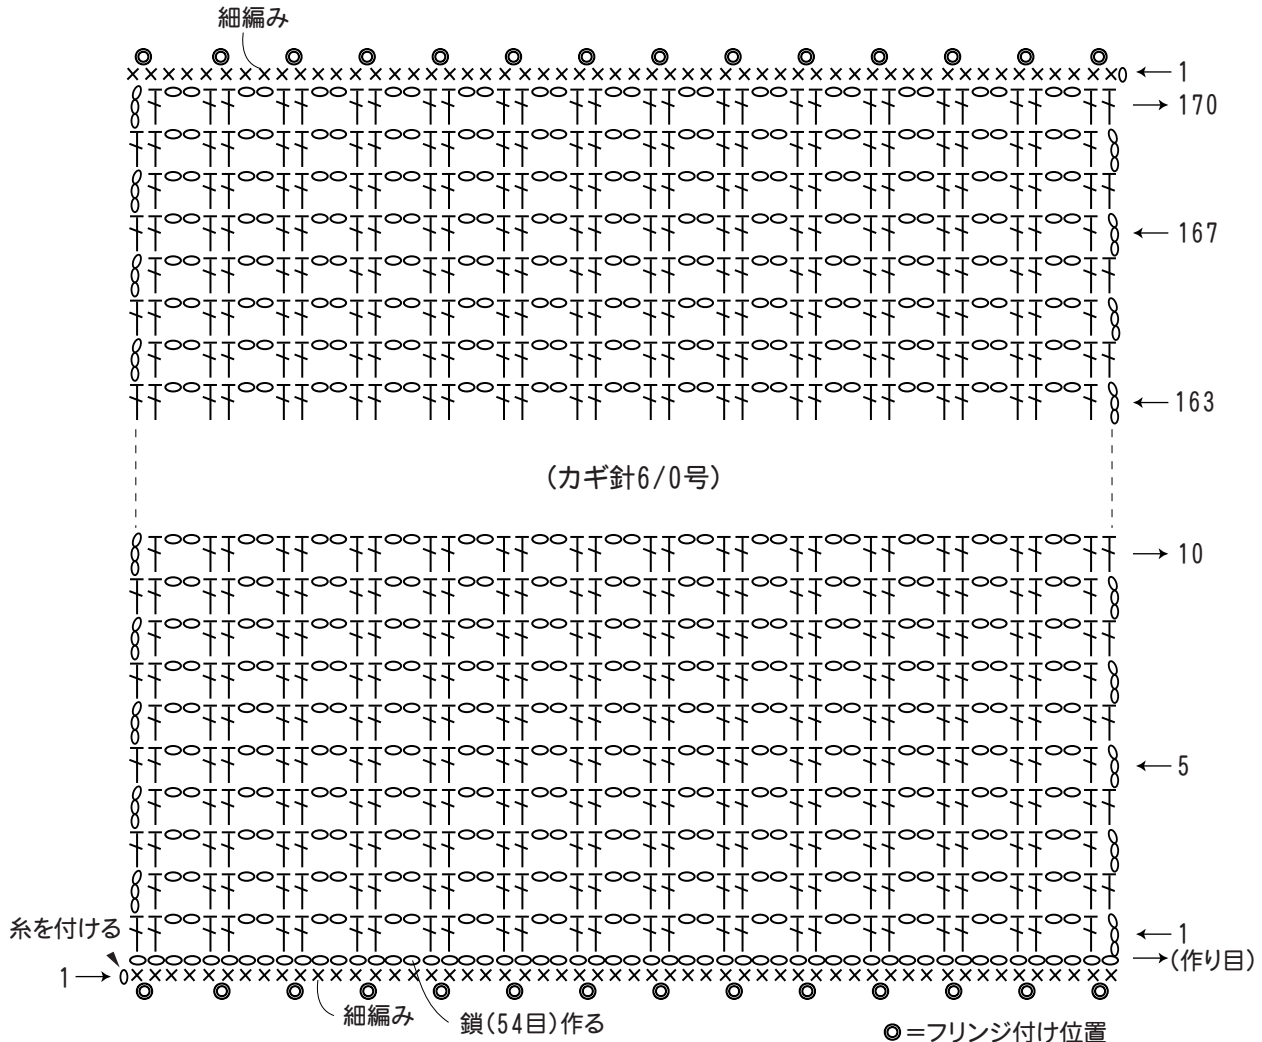 細編み
1
170
167
163
(カギ針6/0号)
10
5
糸を付ける
1
(作り目)
1
細編み
鎖(54目)作る
◎=フリンジ付け位置